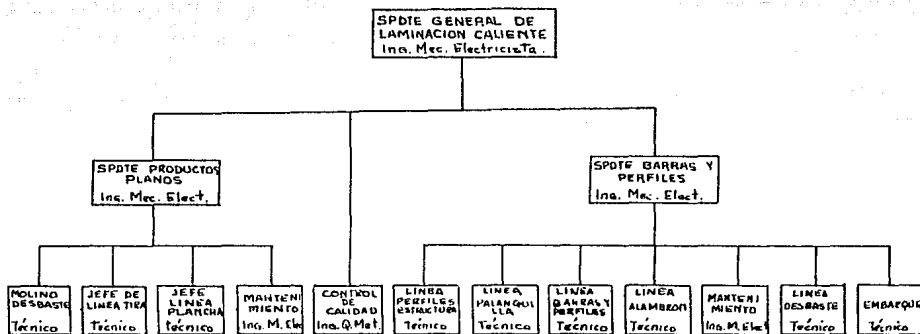 SPDTE GENERAL DE
LAMINACION CALIENTE
Ing. Mec. Electricista.
SPDTE PRODUCTOS
PLANOS
Ing. Mec. Elect.
SPDTE BARRAS Y
PERFILES
Ing. Mec. Elect.
MOLINO
DESBASTE
Técnico
JEFE DE
LINEA TIRA
Técnico
JEFE
LINEA
PLANCHA
técnico
MANTENI
MIENTO
Ing. M. Elec
CONTROL
DE
CALIDAD
Ing. Q. Met.
LINEA
PERFILES
ESTRUCTURA
Técnico
LINEA
PALANQUI
LLA
Técnico
LINEA
BARRAS Y
PERFILES
Técnico
LINEA
ALAMBRON
Técnico
MANTENI
MIENTO
Ing. M. Elect
LINEA
DESBASTE
Técnico
EMBARQUE
Técnico